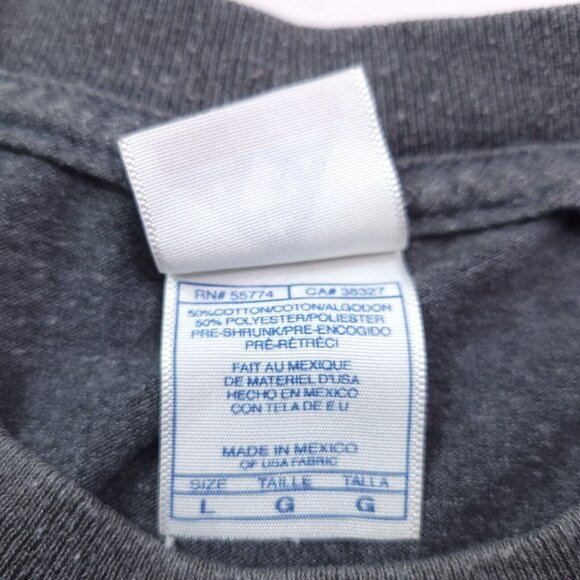 RN# 55774 CA# 38327
50%COTTON/COTON/ALGODON
50% POLYESTER/POLIESTER
PRE-SHRUNK/PRE-ENCOGIDO
PRÉ-RÉTRÉCI
FAIT AU MEXIQUE
DE MATERIEL D'USA
HECHO EN MEXICO
CON TELA DE E U
MADE IN MEXICO
OF USA FABRIC
SIZE TAILLE TALLA
L G G